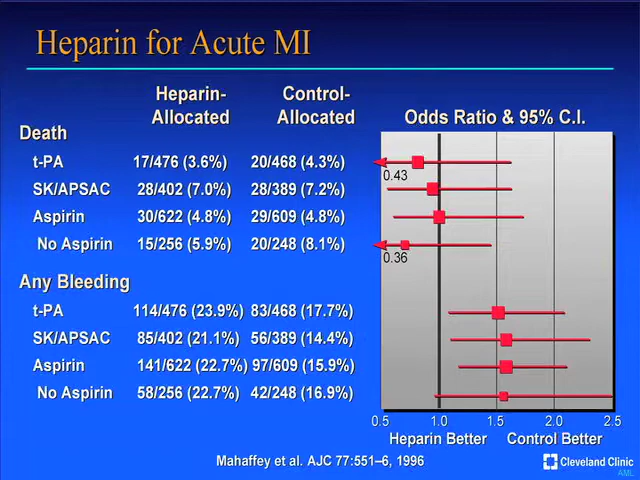 Heparin for Acute MI
Heparin-Allocated Control-Allocated Odds Ratio & 95% C.I.
Death
t-PA 17/476 (3.6%) 20/468 (4.3%)
0.43
SK/APSAC 28/402 (7.0%) 28/389 (7.2%)
Aspirin 30/622 (4.8%) 29/609 (4.8%)
No Aspirin 15/256 (5.9%) 20/248 (8.1%)
0.36
Any Bleeding
t-PA 114/476 (23.9%) 83/468 (17.7%)
SK/APSAC 85/402 (21.1%) 56/389 (14.4%)
Aspirin 141/622 (22.7%) 97/609 (15.9%)
No Aspirin 58/256 (22.7%) 42/248 (16.9%)
0.5 1.0 1.5 2.0 2.5
Heparin Better Control Better
Mahaffey et al. AJC 77:551–6, 1996
Cleveland Clinic
AML